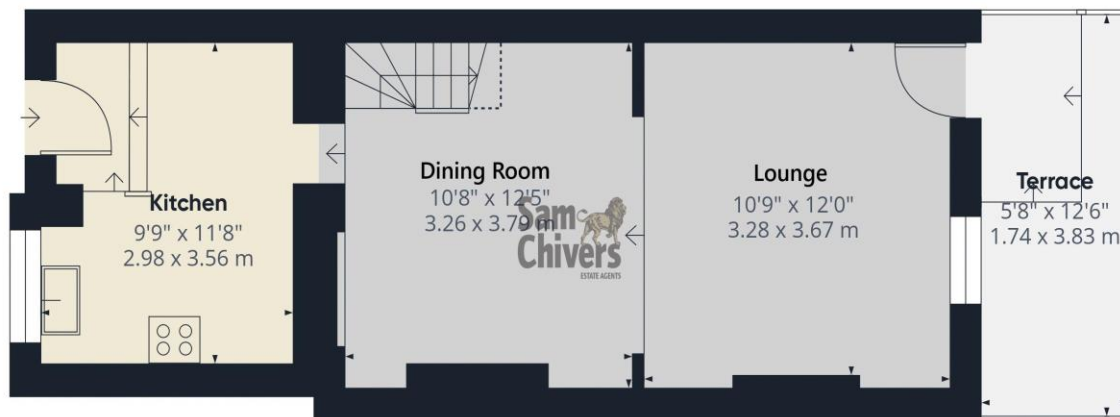 Kitchen
9'9" x 11'8"
2.98 x 3.56 m
Dining Room
10'8" x 12'5"
3.26 x 3.79 m
Sam
Chivers
ESTATE AGENTS
Lounge
10'9" x 12'0"
3.28 x 3.67 m
Terrace
5'8" x 12'6"
1.74 x 3.83 m